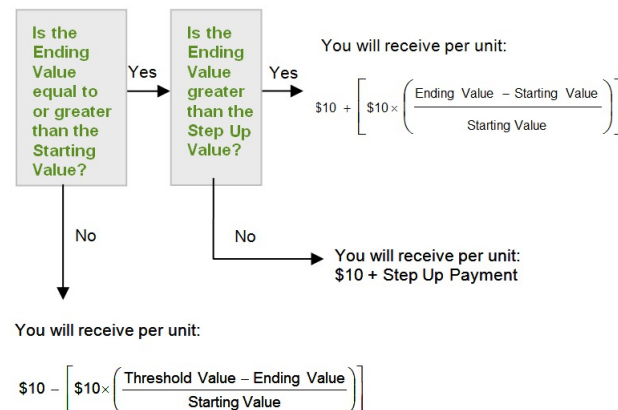 Is the
Ending
Value
equal to
or greater
than the
Starting
Value?
Yes
Is the
Ending
Value
greater
than the
Step Up
Value?
Yes
You will receive per unit:
$10 + [ $10 × ( Ending Value – Starting Value
Starting Value ) ]
No
No
You will receive per unit:
$10 + Step Up Payment
You will receive per unit:
$10 – [ $10× ( Threshold Value – Ending Value
Starting Value ) ]